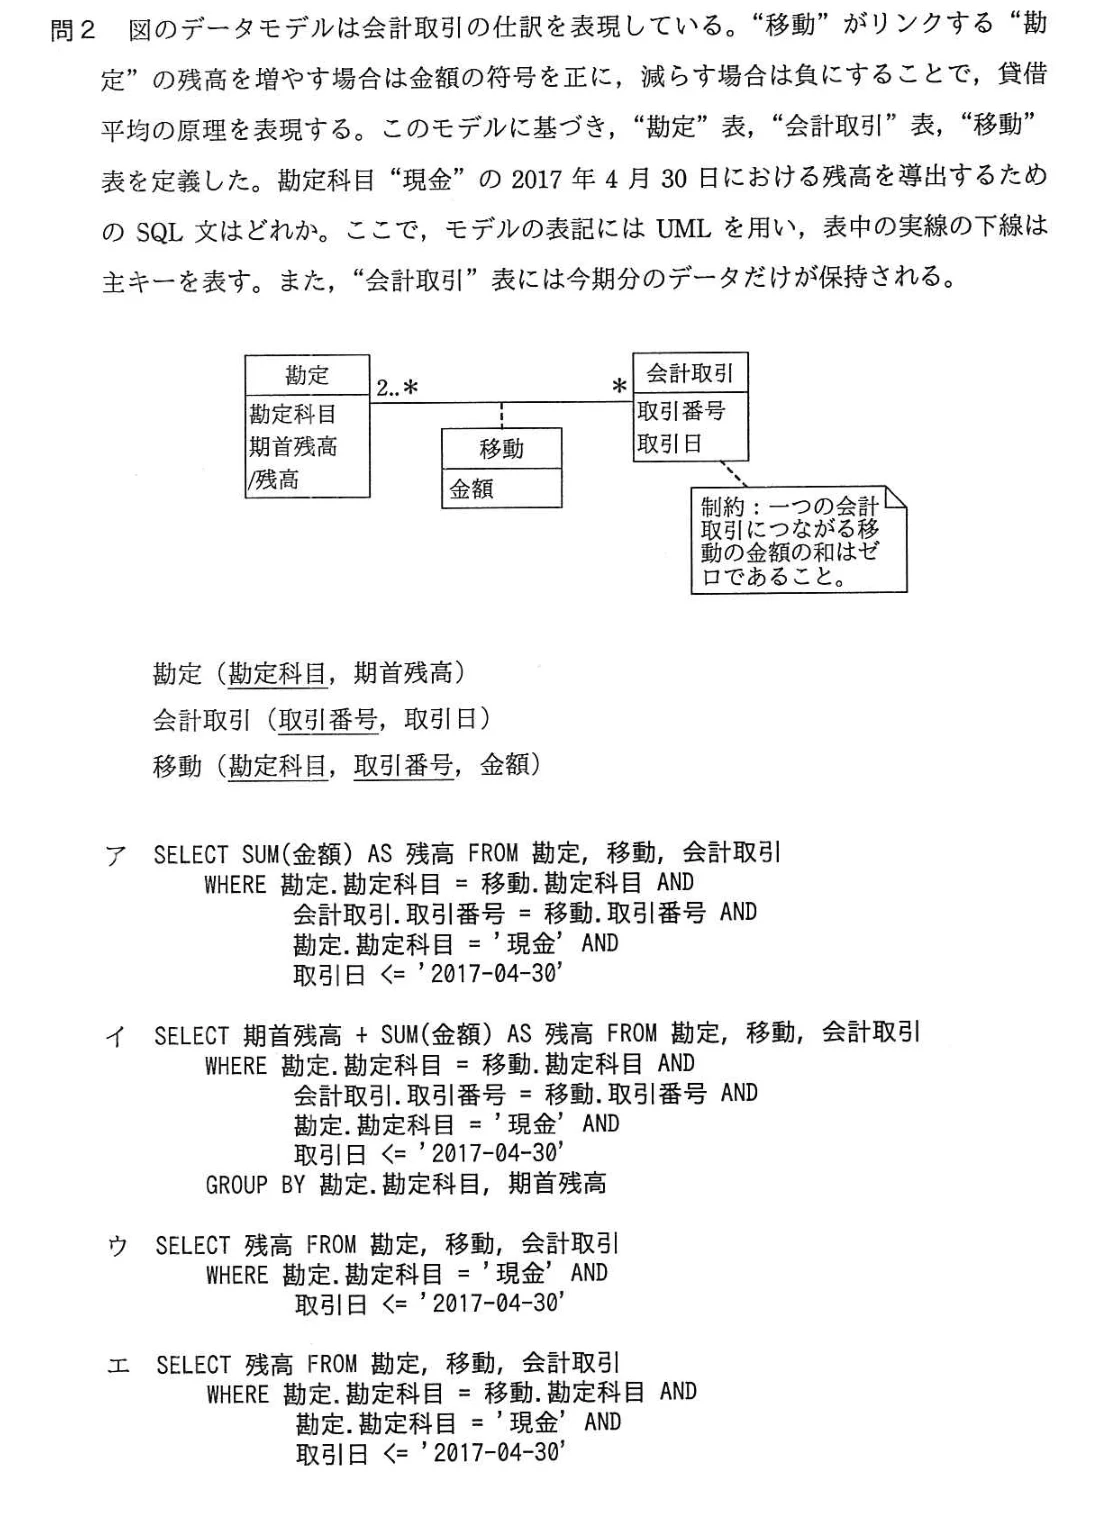 問2 図のデータモデルは会計取引の仕訳を表現している。“移動”がリンクする“勘
定”の残高を増やす場合は金額の符号を正に，減らす場合は負にすることで，貸借
平均の原理を表現する。このモデルに基づき，“勘定”表，“会計取引”表，“移動”
表を定義した。勘定科目“現金”の 2017 年 4 月 30 日における残高を導出するため
の SQL 文はどれか。ここで，モデルの表記には UML を用い，表中の実線の下線は
主キーを表す。また，“会計取引”表には今期分のデータだけが保持される。
勘定
勘定科目
期首残高
/残高
2..*
*
移動
金額
会計取引
取引番号
取引日
制約：一つの会計
取引につながる移
動の金額の和はゼ
ロであること。
勘定（勘定科目，期首残高）
会計取引（取引番号，取引日）
移動（勘定科目，取引番号，金額）
ア SELECT SUM(金額) AS 残高 FROM 勘定, 移動, 会計取引
WHERE 勘定.勘定科目 = 移動.勘定科目 AND
会計取引.取引番号 = 移動.取引番号 AND
勘定.勘定科目 = '現金' AND
取引日 <= '2017-04-30'
イ SELECT 期首残高 + SUM(金額) AS 残高 FROM 勘定, 移動, 会計取引
WHERE 勘定.勘定科目 = 移動.勘定科目 AND
会計取引.取引番号 = 移動.取引番号 AND
勘定.勘定科目 = '現金' AND
取引日 <= '2017-04-30'
GROUP BY 勘定.勘定科目, 期首残高
ウ SELECT 残高 FROM 勘定, 移動, 会計取引
WHERE 勘定.勘定科目 = '現金' AND
取引日 <= '2017-04-30'
エ SELECT 残高 FROM 勘定, 移動, 会計取引
WHERE 勘定.勘定科目 = 移動.勘定科目 AND
勘定.勘定科目 = '現金' AND
取引日 <= '2017-04-30'